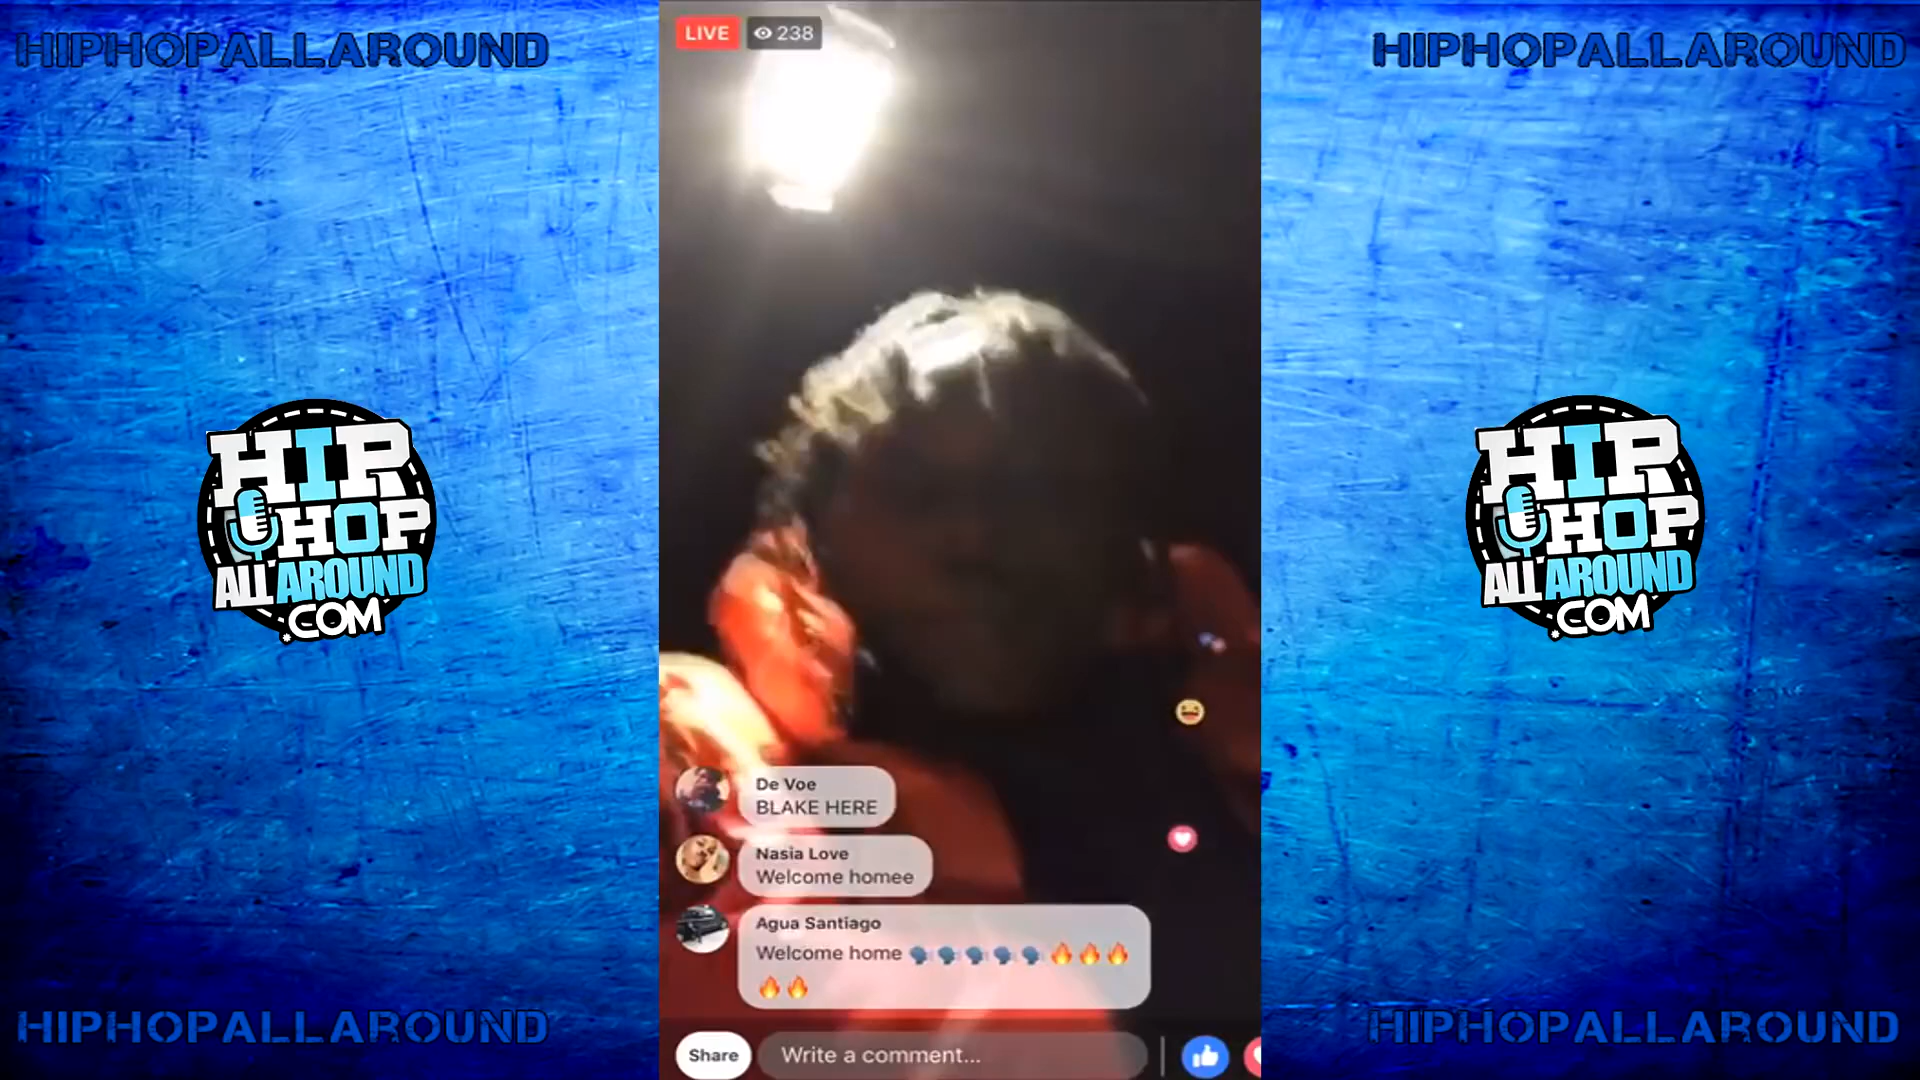 HIPHOPALLAROUND
LIVE 238
HIPHOPALLAROUND
HIP
HOP
ALL AROUND
.COM
HIP
HOP
ALL AROUND
.COM
De Voe
BLAKE HERE
Nasia Love
Welcome homee
Agua Santiago
Welcome home 🗣🗣🗣🗣🗣🔥🔥🔥
🔥🔥
HIPHOPALLAROUND
Share
Write a comment...
HIPHOPALLAROUND